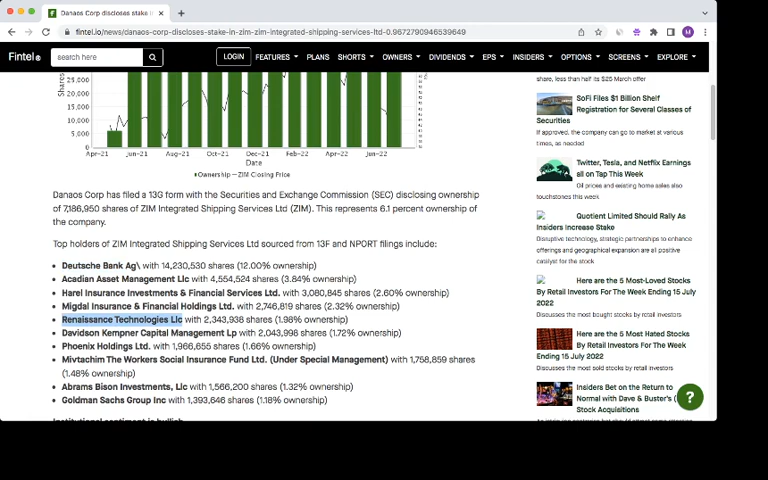 Danaos Corp discloses stake in
fintel.io/news/danaos-corp-discloses-stake-in-zim-zim-integrated-shipping-services-ltd-0.9672790946539649
Fintel
search here
LOGIN
FEATURES
PLANS
SHORTS
OWNERS
DIVIDENDS
EPS
INSIDERS
OPTIONS
SCREENS
EXPLORE
Shares
25,000
20,000
15,000
10,000
5,000
0
Apr-21
Jun-21
Aug-21
Oct-21
Dec-21
Feb-22
Apr-22
Jun-22
Date
Ownership — ZIM Closing Price
Danaos Corp has filed a 13G form with the Securities and Exchange Commission (SEC) disclosing ownership
of 7,186,950 shares of ZIM Integrated Shipping Services Ltd (ZIM). This represents 6.1 percent ownership of
the company.
Top holders of ZIM Integrated Shipping Services Ltd sourced from 13F and NPORT filings include:
Deutsche Bank Ag\ with 14,230,530 shares (12.00% ownership)
Acadian Asset Management Llc with 4,554,524 shares (3.84% ownership)
Harel Insurance Investments & Financial Services Ltd. with 3,080,845 shares (2.60% ownership)
Migdal Insurance & Financial Holdings Ltd. with 2,746,819 shares (2.32% ownership)
Renaissance Technologies Llc with 2,343,938 shares (1.98% ownership)
Davidson Kempner Capital Management Lp with 2,043,998 shares (1.72% ownership)
Phoenix Holdings Ltd. with 1,966,655 shares (1.66% ownership)
Mivtachim The Workers Social Insurance Fund Ltd. (Under Special Management) with 1,758,859 shares
(1.48% ownership)
Abrams Bison Investments, Llc with 1,566,200 shares (1.32% ownership)
Goldman Sachs Group Inc with 1,393,646 shares (1.18% ownership)
Institutional sentiment is bullish
share, less than half its $25 March offer
SoFi Files $1 Billion Shelf
Registration for Several Classes of
Securities
If approved, the company can go to market at various
times, as needed
Twitter, Tesla, and Netflix Earnings
all on Tap This Week
Oil prices and existing home sales also
touchstones this week
Quotient Limited Should Rally As
Insiders Increase Stake
Disruptive technology, strategic partnerships to enhance
offerings and geographical expansion are all positive
catalyst for the stock
Here are the 5 Most-Loved Stocks
By Retail Investors For The Week Ending 15 July
2022
Discusses the most bought stocks by retail investors
Here are the 5 Most Hated Stocks
By Retail Investors For The Week
Ending 15 July 2022
Discusses the most sold stocks by retail investors
Insiders Bet on the Return to
Normal with Dave & Buster's (
Stock Acquisitions
?
M